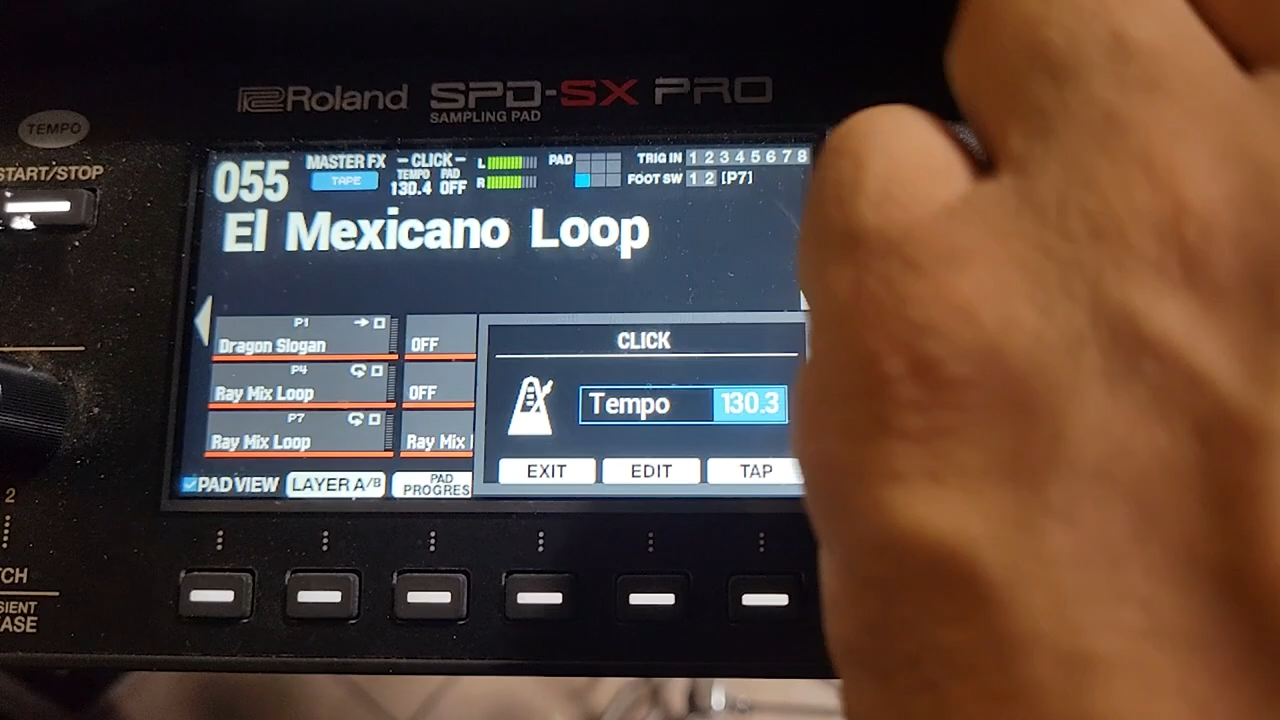 Roland SPD-SX PRO
SAMPLING PAD
TEMPO
START/STOP
055
MASTER FX
TAPE
– CLICK –
TEMPO PAD
130.4 OFF
L
R
PAD
TRIG IN 1 2 3 4 5 6 7 8
FOOT SW 1 2 [P7]
El Mexicano Loop
P1
Dragon Slogan
OFF
P4
Ray Mix Loop
OFF
P7
Ray Mix Loop
Ray Mix
CLICK
Tempo 130.3
EXIT EDIT TAP
PAD VIEW
LAYER A/B
PAD
PROGRES
2